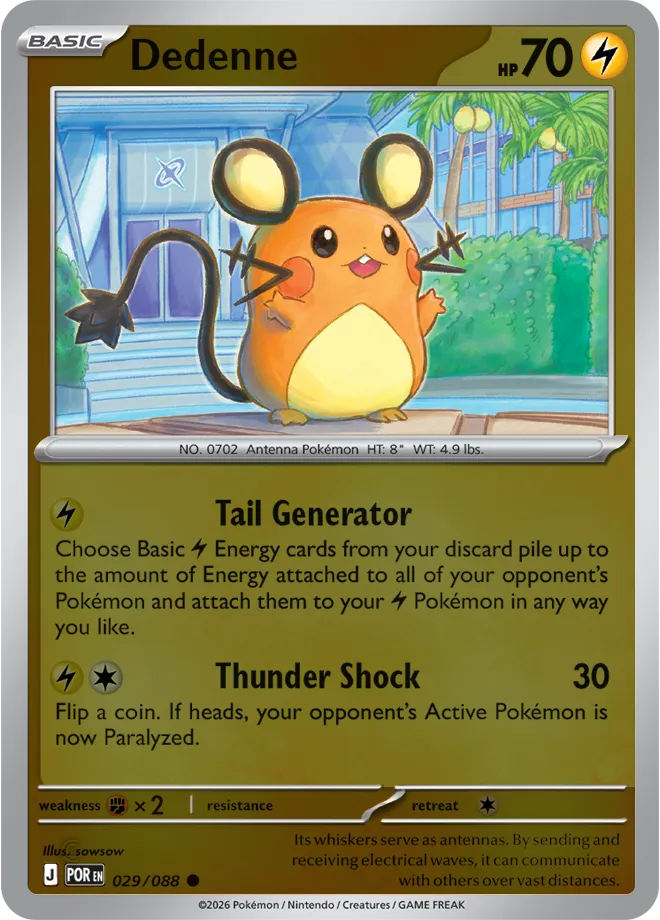 BASIC Dedenne HP 70
NO. 0702 Antenna Pokémon HT: 8" WT: 4.9 lbs.
Tail Generator
Choose Basic Energy cards from your discard pile up to
the amount of Energy attached to all of your opponent's
Pokémon and attach them to your Pokémon in any way
you like.
Thunder Shock 30
Flip a coin. If heads, your opponent's Active Pokémon is
now Paralyzed.
weakness ×2 resistance retreat
Illus. sowsow
Its whiskers serve as antennas. By sending and
receiving electrical waves, it can communicate
with others over vast distances.
J POR EN 029/088
©2026 Pokémon / Nintendo / Creatures / GAME FREAK